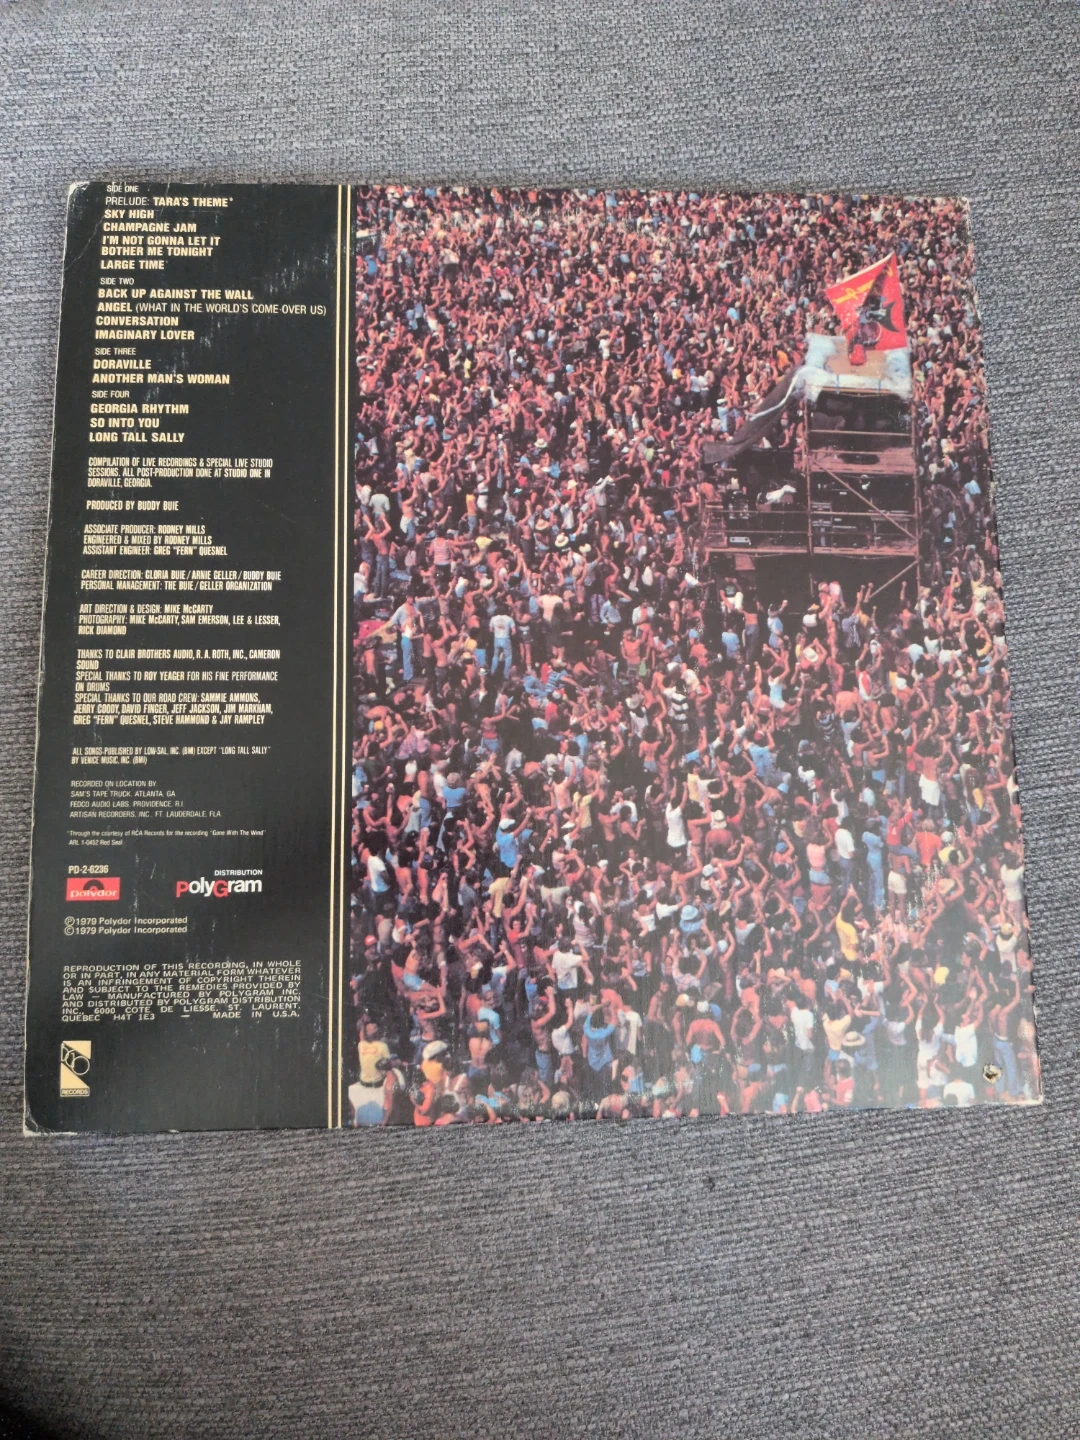 SIDE ONE
PRELUDE: TARA'S THEME*
SKY HIGH
CHAMPAGNE JAM
I'M NOT GONNA LET IT
BOTHER ME TONIGHT
LARGE TIME
SIDE TWO
BACK UP AGAINST THE WALL
ANGEL (WHAT IN THE WORLD'S COME OVER US)
CONVERSATION
IMAGINARY LOVER
SIDE THREE
DORAVILLE
ANOTHER MAN'S WOMAN
SIDE FOUR
GEORGIA RHYTHM
SO INTO YOU
LONG TALL SALLY
COMPILATION OF LIVE RECORDINGS & SPECIAL LIVE STUDIO
SESSIONS. ALL POST-PRODUCTION DONE AT STUDIO ONE IN
DORAVILLE, GEORGIA.
PRODUCED BY BUDDY BUIE
ASSOCIATE PRODUCER: RODNEY MILLS
ENGINEERED & MIXED BY RODNEY MILLS
ASSISTANT ENGINEER: GREG "FERN" QUESNEL
CAREER DIRECTION: GLORIA BUIE / ARNIE GELLER / BUDDY BUIE
PERSONAL MANAGEMENT: THE BUIE / GELLER ORGANIZATION
ART DIRECTION & DESIGN: MIKE McCARTY
PHOTOGRAPHY: MIKE McCARTY, SAM EMERSON, LEE & LESSER,
RICK DIAMOND
THANKS TO CLAIR BROTHERS AUDIO, R. A. ROTH, INC., CAMERON
SOUND
SPECIAL THANKS TO ROY YEAGER FOR HIS FINE PERFORMANCE
ON DRUMS
SPECIAL THANKS TO OUR ROAD CREW: SAMMIE AMMONS,
JERRY COODY, DAVID FINGER, JEFF JACKSON, JIM MARKHAM,
GREG "FERN" QUESNEL, STEVE HAMMOND & JAY RAMPLEY
ALL SONGS PUBLISHED BY LOW-SAL, INC. (BMI) EXCEPT "LONG TALL SALLY"
BY VENICE MUSIC, INC. (BMI)
RECORDED ON LOCATION BY
SAM'S TAPE TRUCK, ATLANTA, GA
FEDCO AUDIO LABS, PROVIDENCE, R.I.
ARTISAN RECORDERS, INC., FT. LAUDERDALE, FLA.
*Through the courtesy of RCA Records for the recording "Gone With The Wind"
ARL 1-0452 Red Seal
PD-2-6236
polydor
DISTRIBUTION
PolyGram
℗ 1979 Polydor Incorporated
© 1979 Polydor Incorporated
REPRODUCTION OF THIS RECORDING, IN WHOLE
OR IN PART, IN ANY MATERIAL FORM WHATEVER
IS AN INFRINGEMENT OF COPYRIGHT THEREIN
AND SUBJECT TO THE REMEDIES PROVIDED BY
LAW — MANUFACTURED BY POLYGRAM INC.
AND DISTRIBUTED BY POLYGRAM DISTRIBUTION
INC., 6000 COTE DE LIESSE, ST. LAURENT,
QUEBEC H4T 1E3 — MADE IN U.S.A.
RECORDS